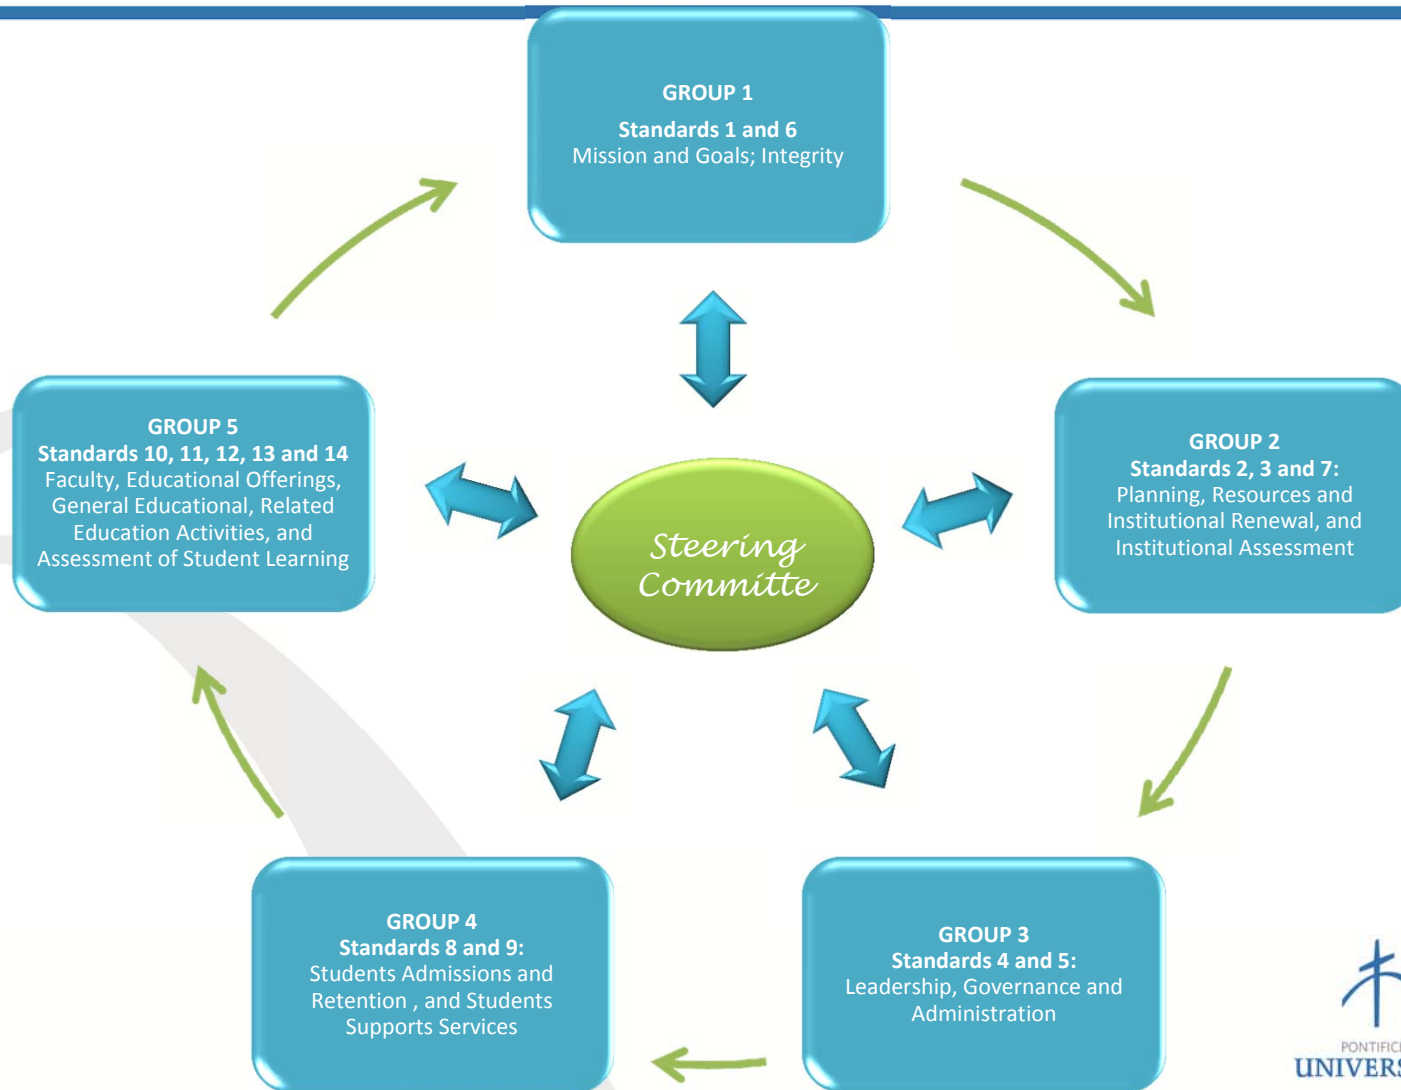 GROUP 1
Standards 1 and 6
Mission and Goals; Integrity
GROUP 5
Standards 10, 11, 12, 13 and 14
Faculty, Educational Offerings,
General Educational, Related
Education Activities, and
Assessment of Student Learning
GROUP 2
Standards 2, 3 and 7:
Planning, Resources and
Institutional Renewal, and
Institutional Assessment
Steering
Committe
GROUP 4
Standards 8 and 9:
Students Admissions and
Retention , and Students
Supports Services
GROUP 3
Standards 4 and 5:
Leadership, Governance and
Administration